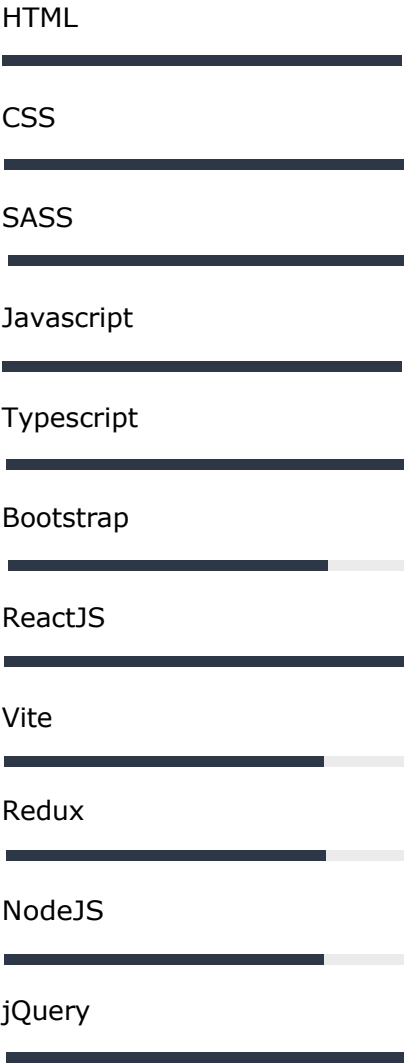 HTML
CSS
SASS
Javascript
Typescript
Bootstrap
ReactJS
Vite
Redux
NodeJS
jQuery